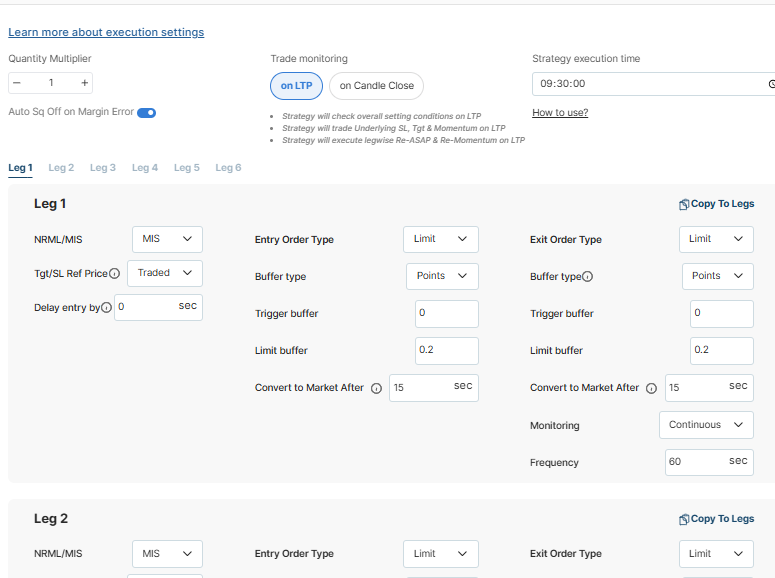 Learn more about execution settings
Quantity Multiplier Trade monitoring Strategy execution time
− 1 + on LTP on Candle Close 09:30:00
Auto Sq Off on Margin Error How to use?
• Strategy will check overall setting conditions on LTP
• Strategy will trade Underlying SL, Tgt & Momentum on LTP
• Strategy will execute legwise Re-ASAP & Re-Momentum on LTP
Leg 1 Leg 2 Leg 3 Leg 4 Leg 5 Leg 6
Leg 1 Copy To Legs
NRML/MIS MIS Entry Order Type Limit Exit Order Type Limit
Tgt/SL Ref Price Traded Buffer type Points Buffer type Points
Delay entry by 0 sec Trigger buffer 0 Trigger buffer 0
Limit buffer 0.2 Limit buffer 0.2
Convert to Market After 15 sec Convert to Market After 15 sec
Monitoring Continuous
Frequency 60 sec
Leg 2 Copy To Legs
NRML/MIS MIS Entry Order Type Limit Exit Order Type Limit